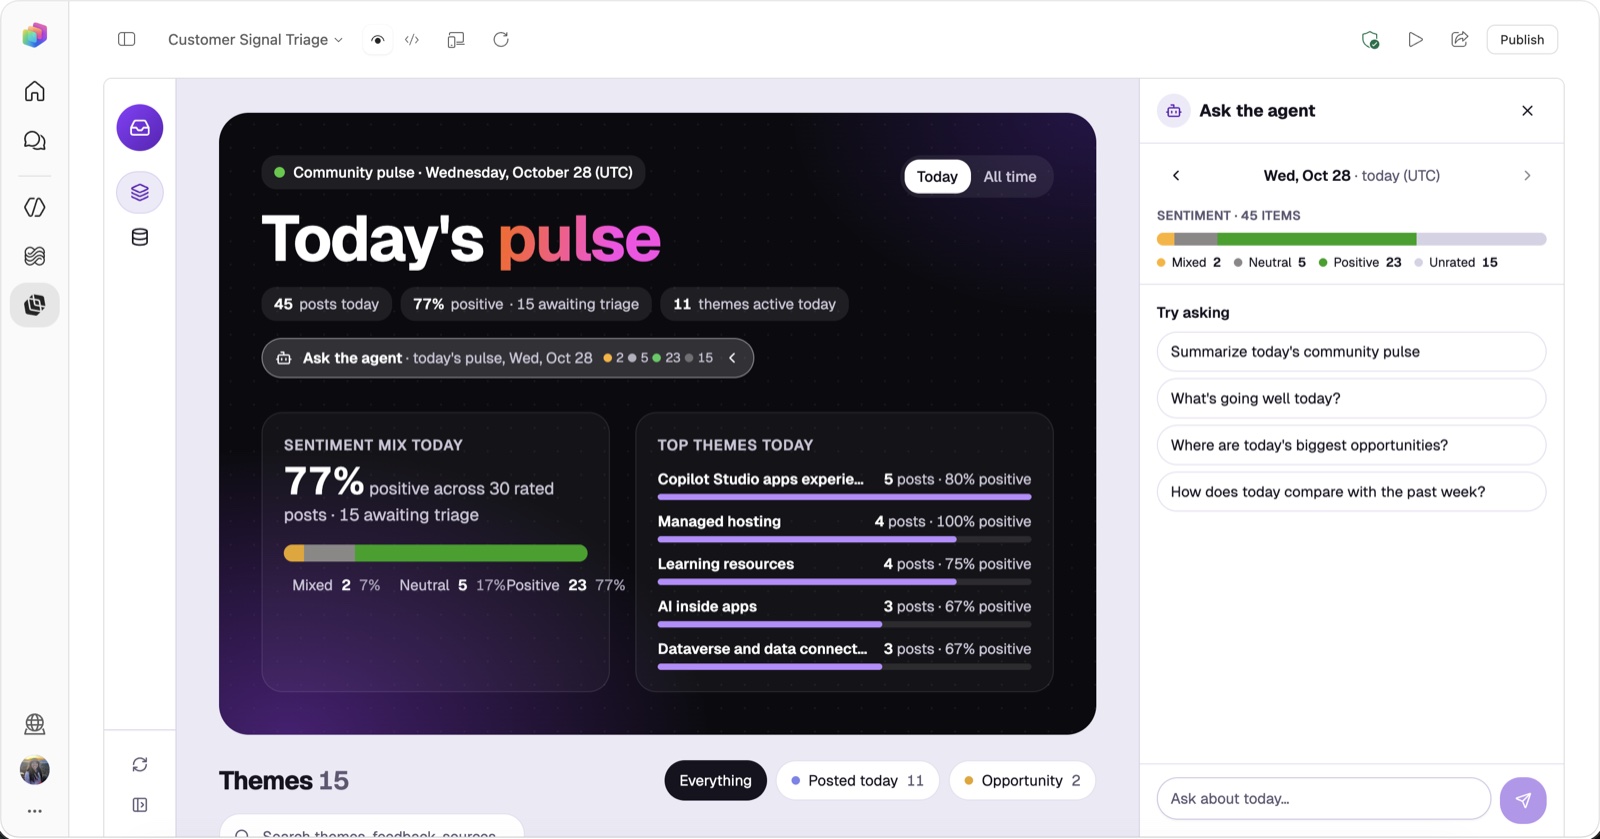 Customer Signal Triage
Publish
Community pulse · Wednesday, October 28 (UTC)
Today
All time
Today's pulse
45 posts today
77% positive · 15 awaiting triage
11 themes active today
Ask the agent · today's pulse, Wed, Oct 28 2 5 23 15
SENTIMENT MIX TODAY
77% positive across 30 rated
posts · 15 awaiting triage
Mixed 2 7% Neutral 5 17% Positive 23 77%
TOP THEMES TODAY
Copilot Studio apps experie... 5 posts · 80% positive
Managed hosting 4 posts · 100% positive
Learning resources 4 posts · 75% positive
AI inside apps 3 posts · 67% positive
Dataverse and data connect... 3 posts · 67% positive
Themes 15
Everything
Posted today 11
Opportunity 2
Search themes, feedback, sources
Ask the agent
Wed, Oct 28 · today (UTC)
SENTIMENT · 45 ITEMS
Mixed 2 Neutral 5 Positive 23 Unrated 15
Try asking
Summarize today's community pulse
What's going well today?
Where are today's biggest opportunities?
How does today compare with the past week?
Ask about today...